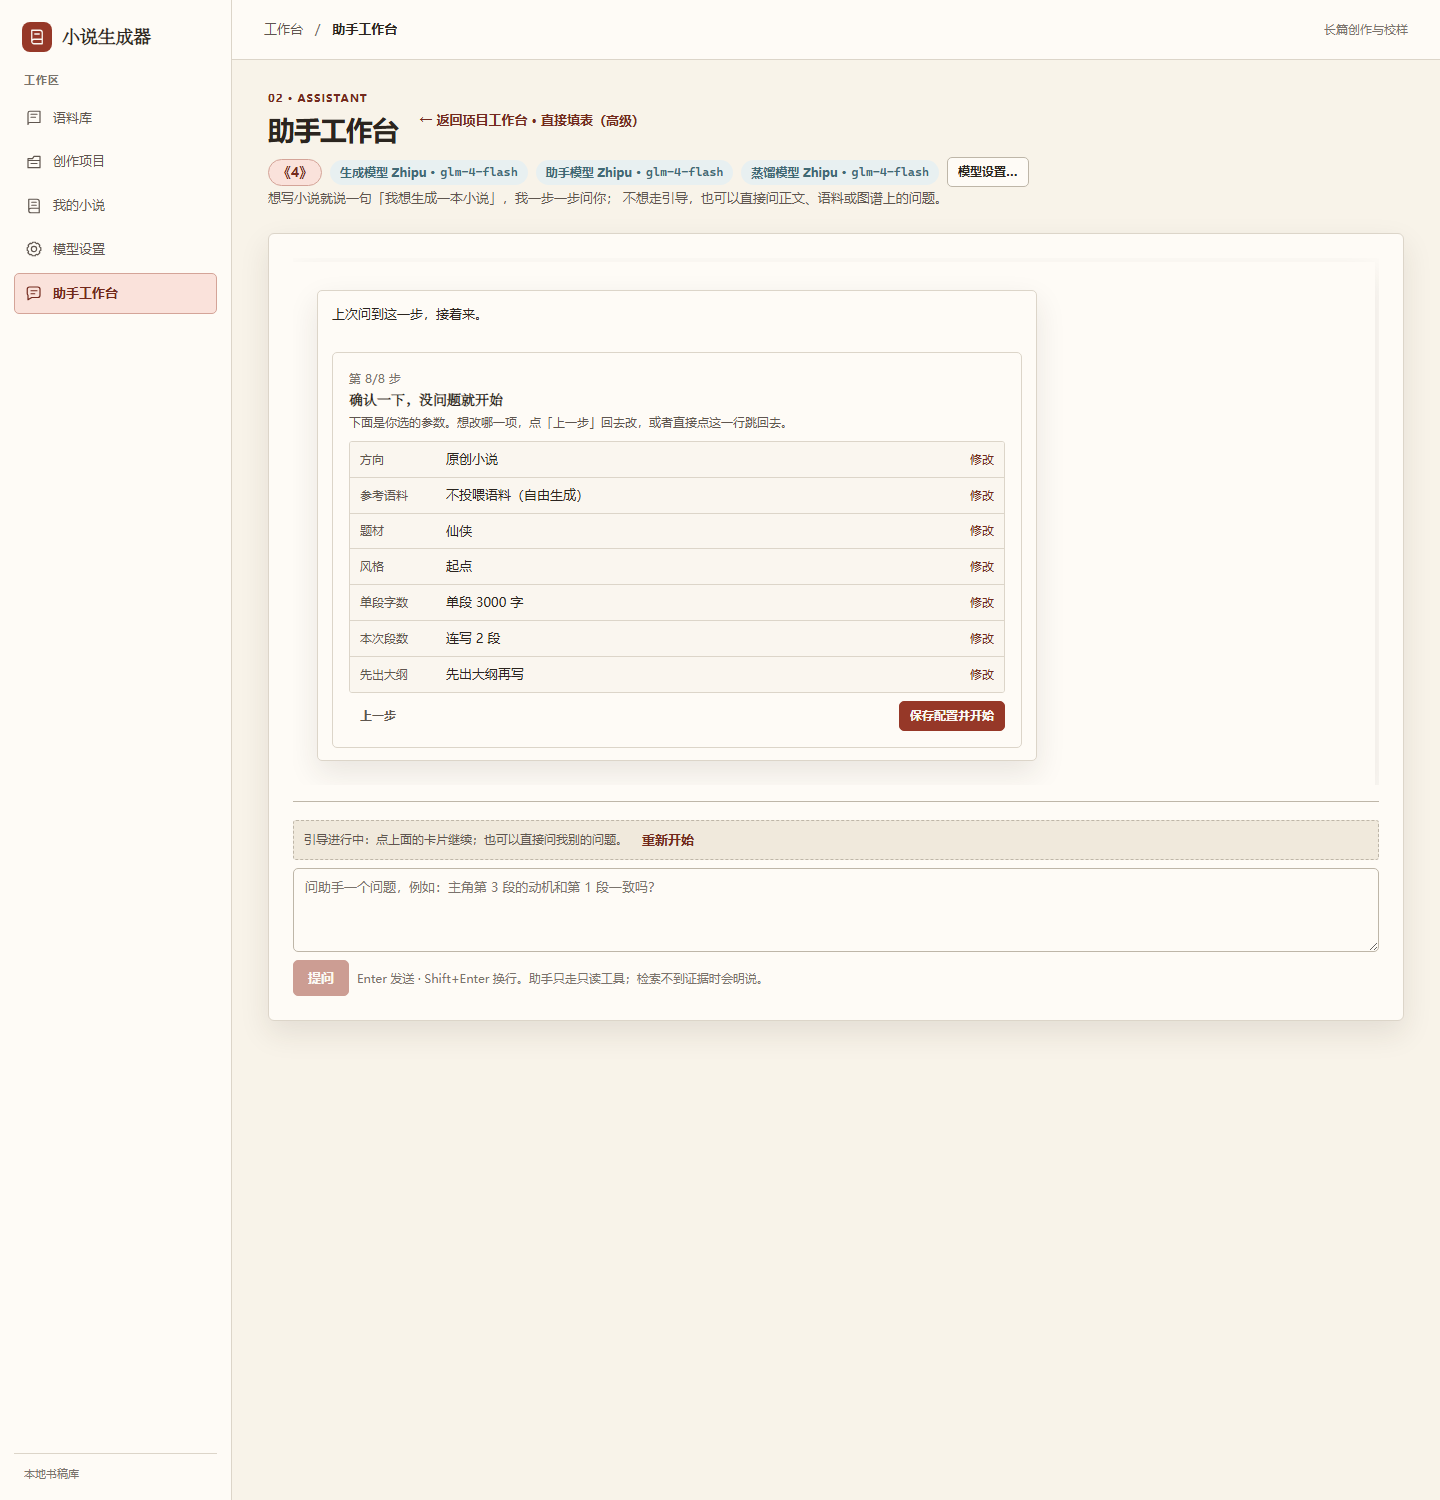 小说生成器
工作区
语料库
创作项目
我的小说
模型设置
助手工作台
本地书稿库
工作台 / 助手工作台
长篇创作与校样
02 • ASSISTANT
助手工作台
← 返回项目工作台 • 直接填表（高级）
《4》 生成模型 Zhipu • glm-4-flash 助手模型 Zhipu • glm-4-flash 蒸馏模型 Zhipu • glm-4-flash 模型设置...
想写小说就说一句「我想生成一本小说」，我一步一步问你； 不想走引导，也可以直接问正文、语料或图谱上的问题。
上次问到这一步，接着来。
第 8/8 步
确认一下，没问题就开始
下面是你选的参数。想改哪一项，点「上一步」回去改，或者直接点这一行跳回去。
方向 原创小说 修改
参考语料 不投喂语料（自由生成） 修改
题材 仙侠 修改
风格 起点 修改
单段字数 单段 3000 字 修改
本次段数 连写 2 段 修改
先出大纲 先出大纲再写 修改
上一步 保存配置并开始
引导进行中：点上面的卡片继续；也可以直接问我别的问题。 重新开始
问助手一个问题，例如：主角第 3 段的动机和第 1 段一致吗？
提问 Enter 发送 · Shift+Enter 换行。助手只走只读工具；检索不到证据时会明说。